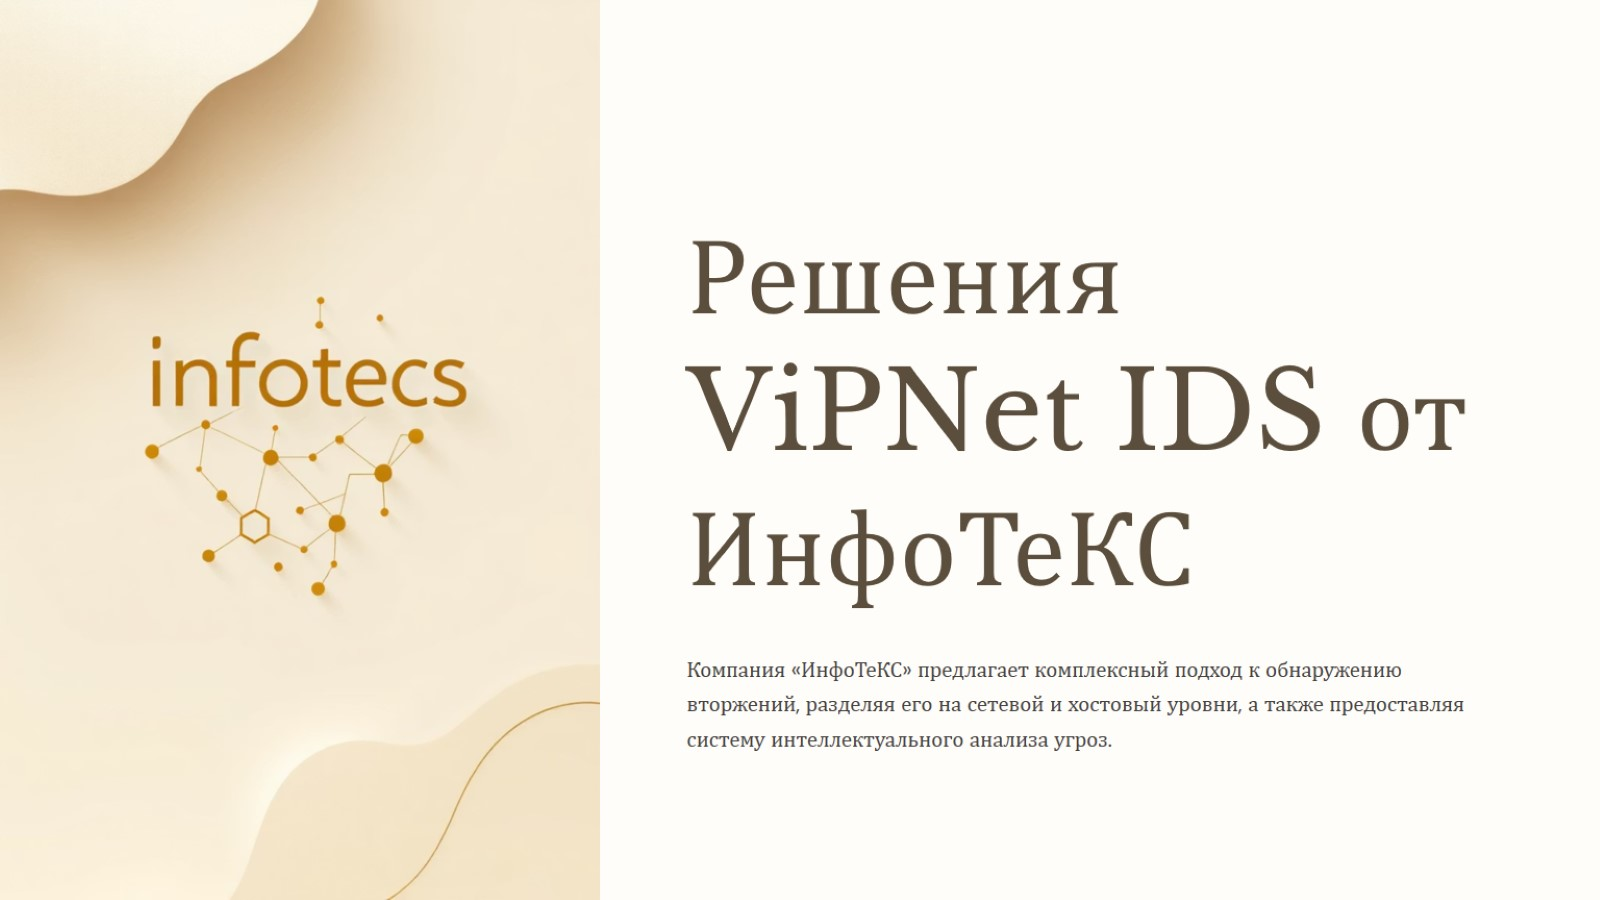 infotecs
Решения
ViPNet IDS от
ИнфоТеКС
Компания «ИнфоТеКС» предлагает комплексный подход к обнаружению
вторжений, разделяя его на сетевой и хостовый уровни, а также предоставляя
систему интеллектуального анализа угроз.